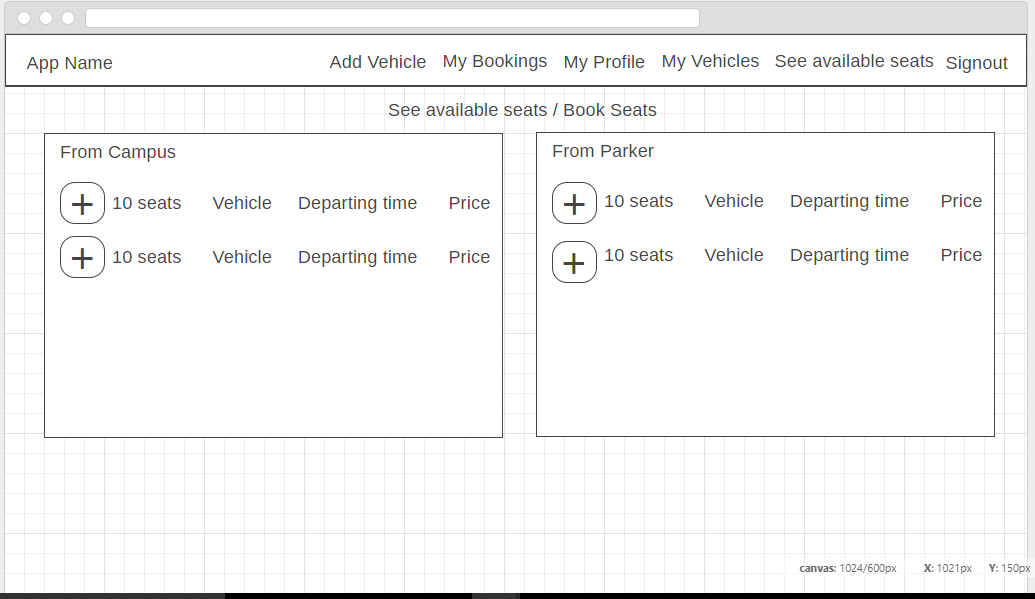 App Name Add Vehicle My Bookings My Profile My Vehicles See available seats Signout
See available seats / Book Seats
From Campus
10 seats Vehicle Departing time Price
10 seats Vehicle Departing time Price
From Parker
10 seats Vehicle Departing time Price
10 seats Vehicle Departing time Price
canvas: 1024/600px X: 1021px Y: 150px